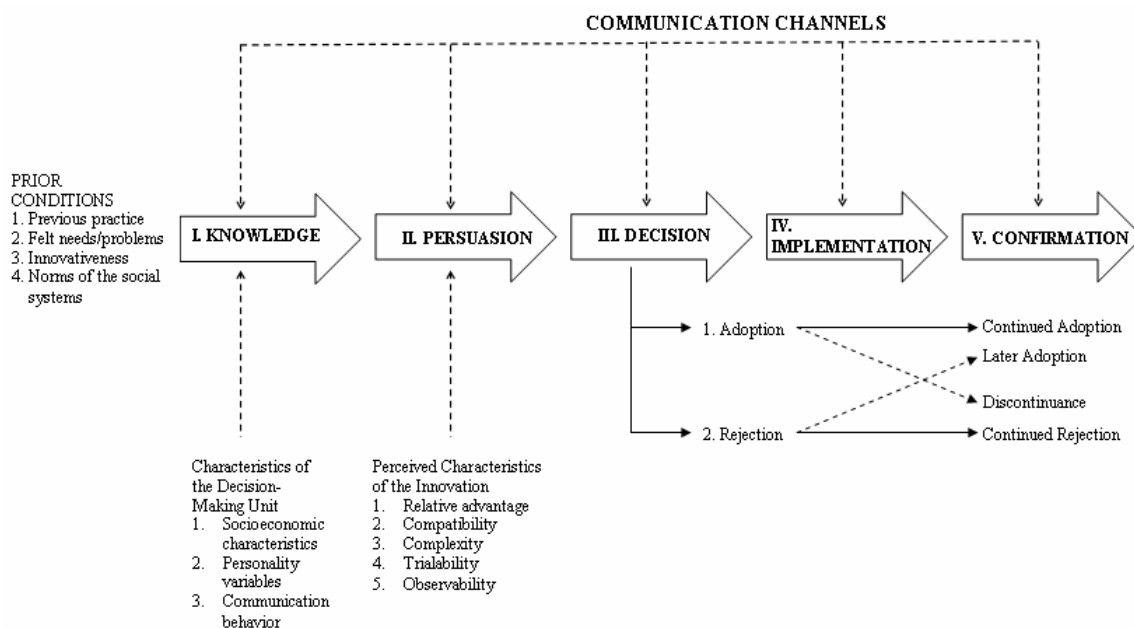 COMMUNICATION CHANNELS
PRIOR
CONDITIONS
1. Previous practice
2. Felt needs/problems
3. Innovativeness
4. Norms of the social
systems
I. KNOWLEDGE
II. PERSUASION
III. DECISION
IV.
IMPLEMENTATION
V. CONFIRMATION
1. Adoption
Continued Adoption
Later Adoption
Discontinuance
2. Rejection
Continued Rejection
Characteristics of
the Decision-
Making Unit
1. Socioeconomic
characteristics
2. Personality
variables
3. Communication
behavior
Perceived Characteristics
of the Innovation
1. Relative advantage
2. Compatibility
3. Complexity
4. Trialability
5. Observability